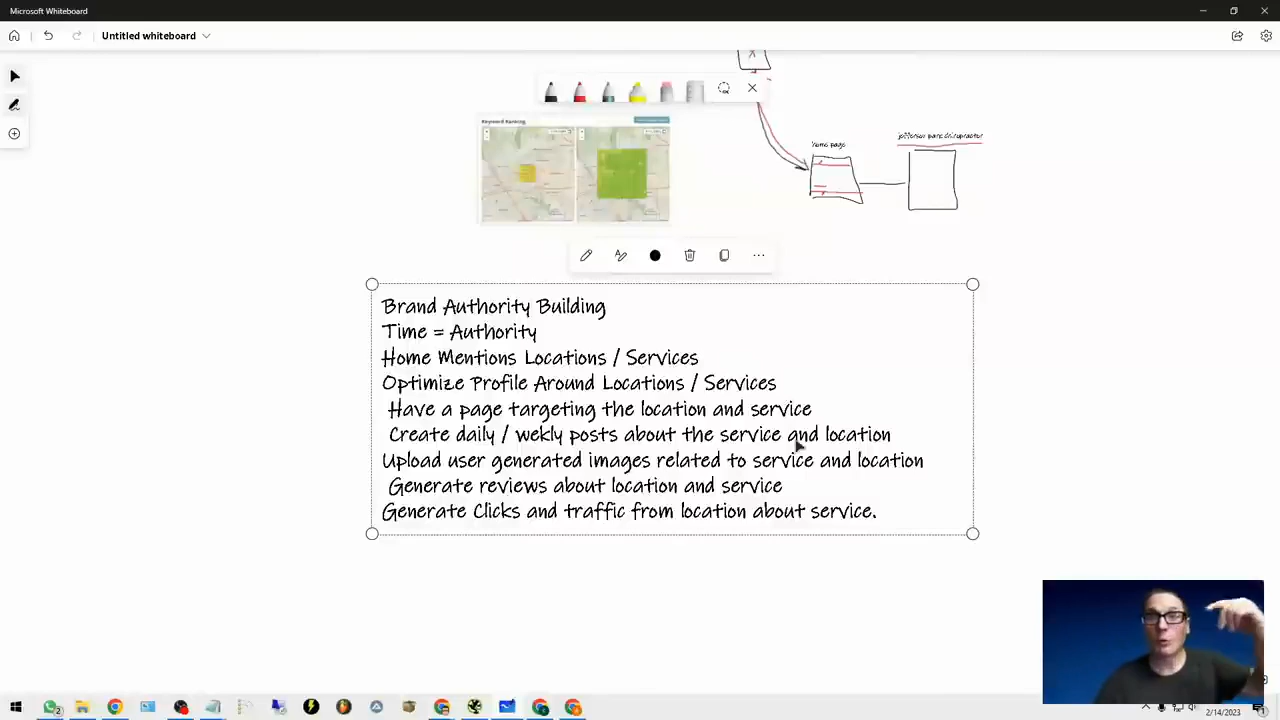 Microsoft Whiteboard
Untitled whiteboard
Keyword Ranking
home page
Brand Authority Building
Time = Authority
Home Mentions Locations / Services
Optimize Profile Around Locations / Services
Have a page targeting the location and service
Create daily / wekly posts about the service and location
Upload user generated images related to service and location
Generate reviews about location and service
Generate Clicks and traffic from location about service.
2/14/2023